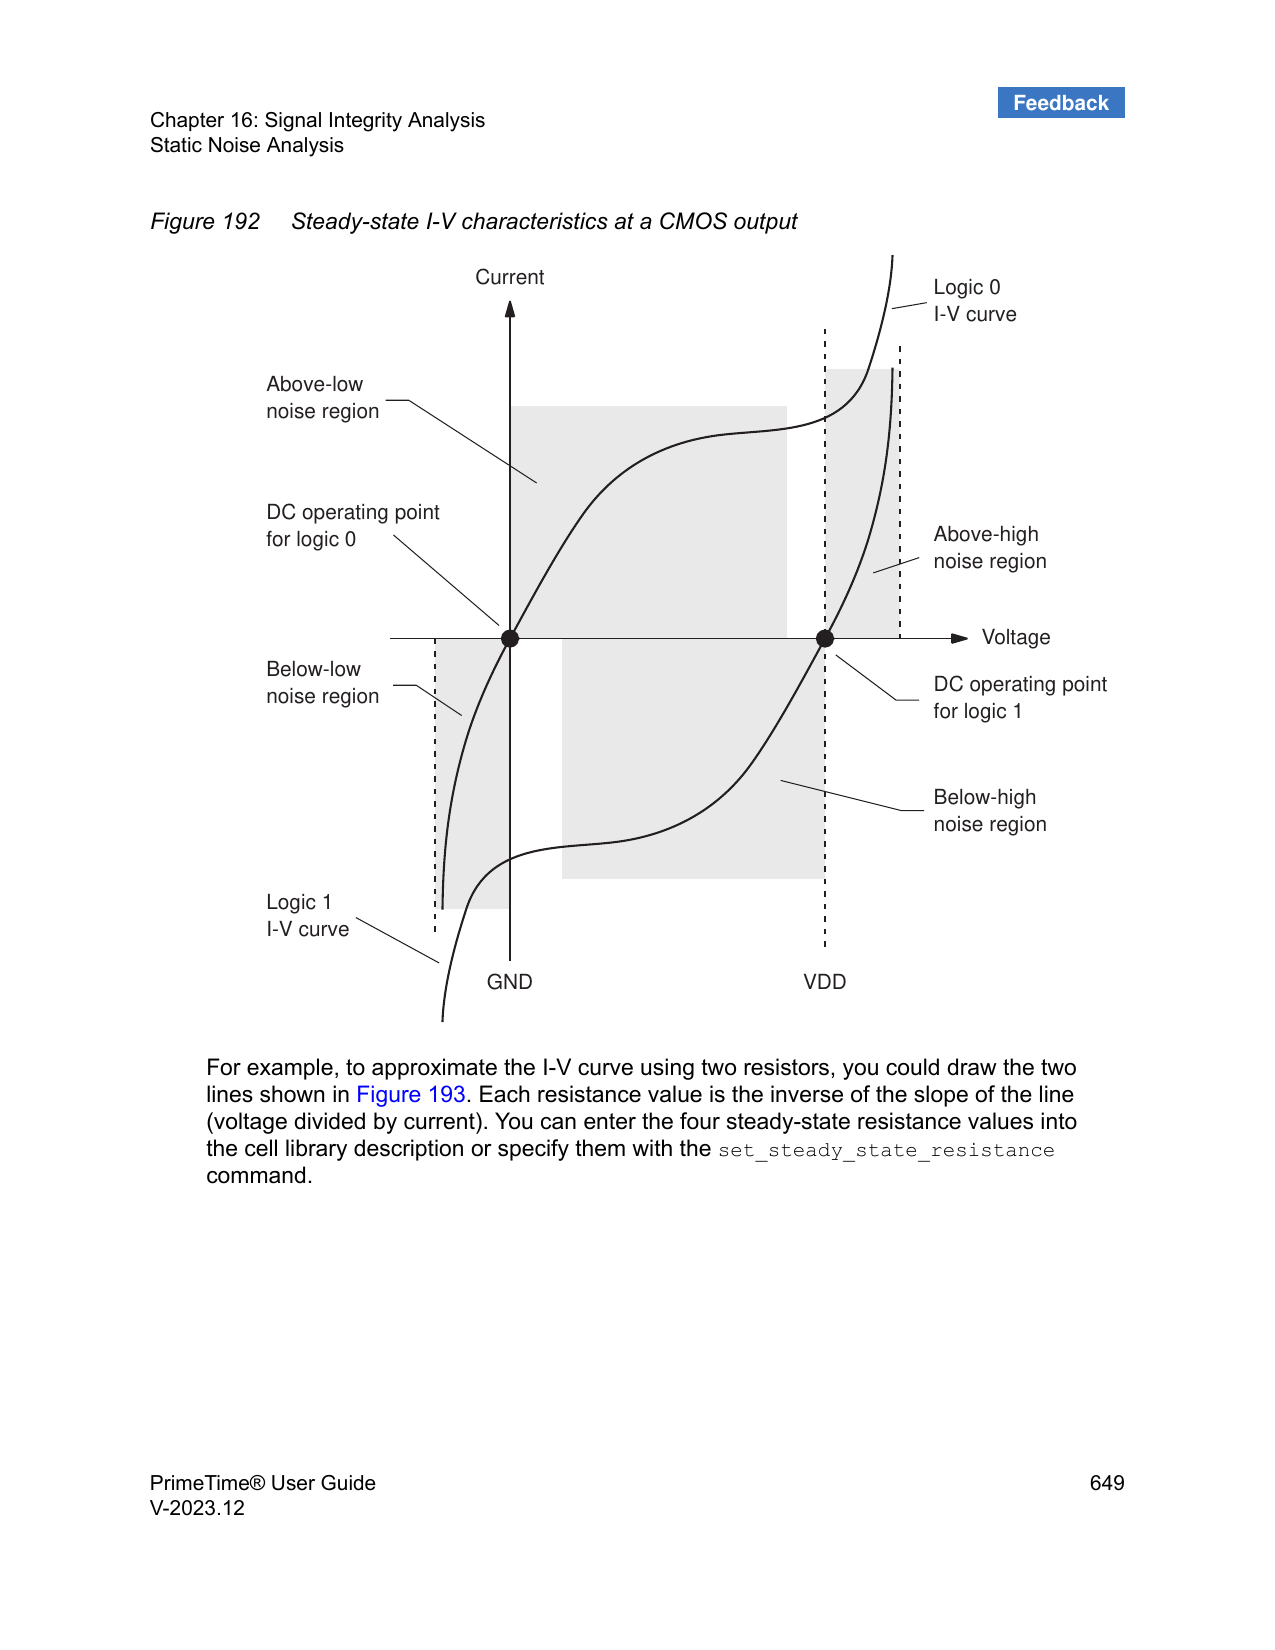 Feedback
Chapter 16: Signal Integrity Analysis
Static Noise Analysis
Figure 192 Steady-state I-V characteristics at a CMOS output
Current
Logic 0
I-V curve
Above-low
noise region
DC operating point
for logic 0
Above-high
noise region
Voltage
Below-low
noise region
DC operating point
for logic 1
Below-high
noise region
Logic 1
I-V curve
GND
VDD
For example, to approximate the I-V curve using two resistors, you could draw the two
lines shown in Figure 193. Each resistance value is the inverse of the slope of the line
(voltage divided by current). You can enter the four steady-state resistance values into
the cell library description or specify them with the set_steady_state_resistance
command.
PrimeTime® User Guide
V-2023.12
649